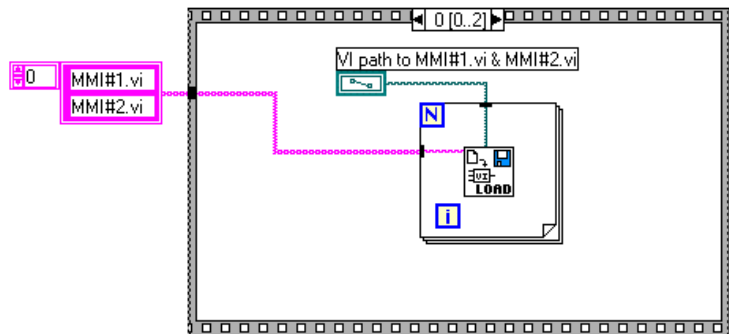 0 [0..2]
VI path to MMI#1.vi & MMI#2.vi
0
MMI#1.vi
MMI#2.vi
N
VI
LOAD
i